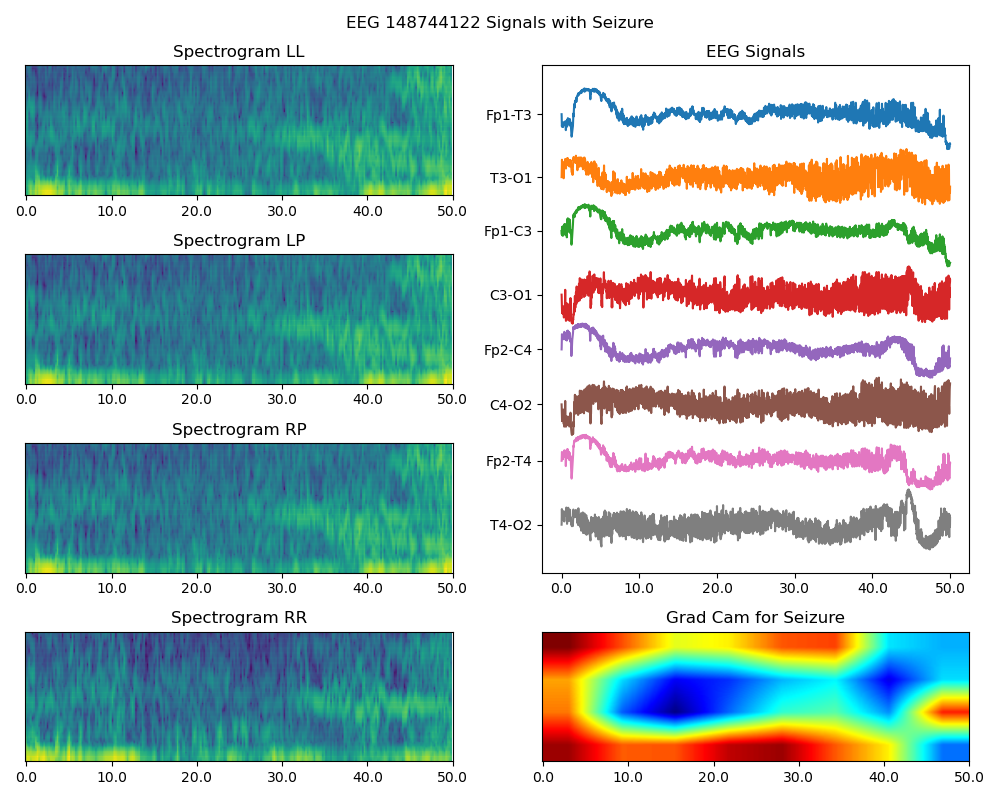 EEG 148744122 Signals with Seizure
Spectrogram LL
0.0 10.0 20.0 30.0 40.0 50.0
Spectrogram LP
0.0 10.0 20.0 30.0 40.0 50.0
Spectrogram RP
0.0 10.0 20.0 30.0 40.0 50.0
Spectrogram RR
0.0 10.0 20.0 30.0 40.0 50.0
EEG Signals
Fp1-T3
T3-O1
Fp1-C3
C3-O1
Fp2-C4
C4-O2
Fp2-T4
T4-O2
0.0 10.0 20.0 30.0 40.0 50.0
Grad Cam for Seizure
0.0 10.0 20.0 30.0 40.0 50.0